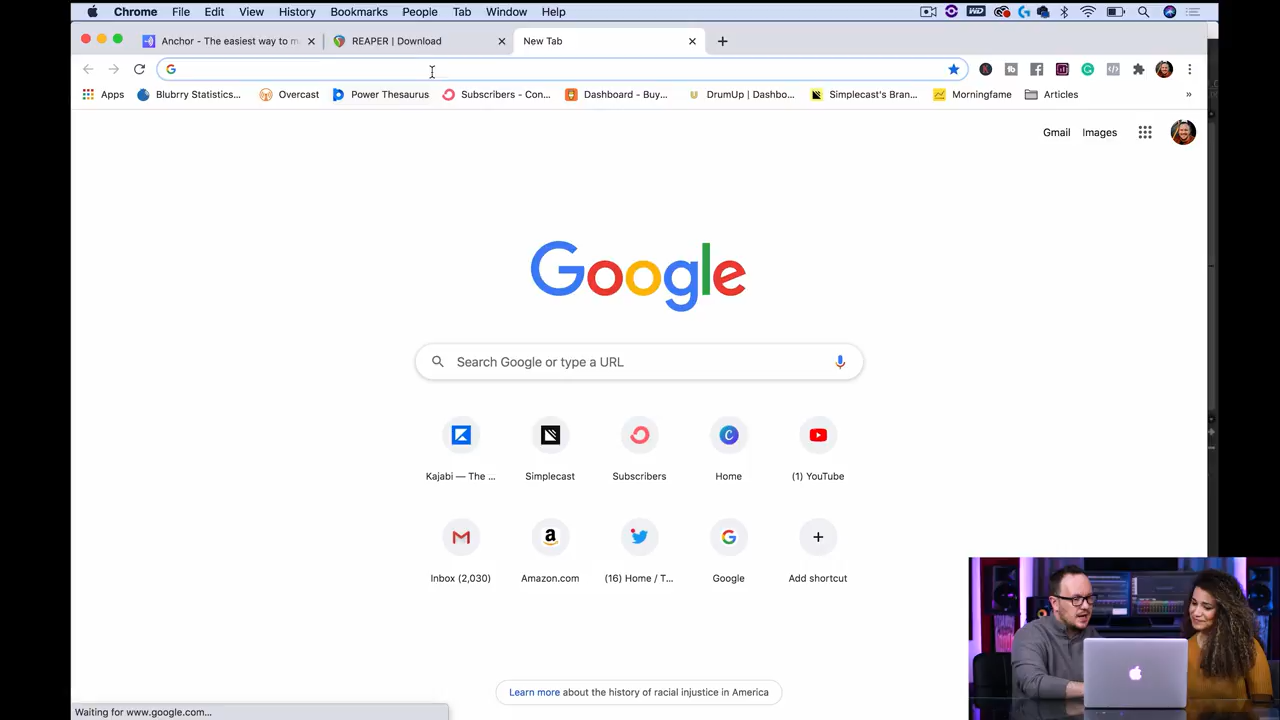 Chrome File Edit View History Bookmarks People Tab Window Help
Anchor - The easiest way to m REAPER | Download New Tab
Apps Blubrry Statistics... Overcast Power Thesaurus Subscribers - Con... Dashboard - Buy... DrumUp | Dashbo... Simplecast's Bran... Morningfame Articles »
Gmail Images
Google
Search Google or type a URL
Kajabi — The ... Simplecast Subscribers Home (1) YouTube
Inbox (2,030) Amazon.com (16) Home / T... Google Add shortcut
Learn more about the history of racial injustice in America
Waiting for www.google.com...